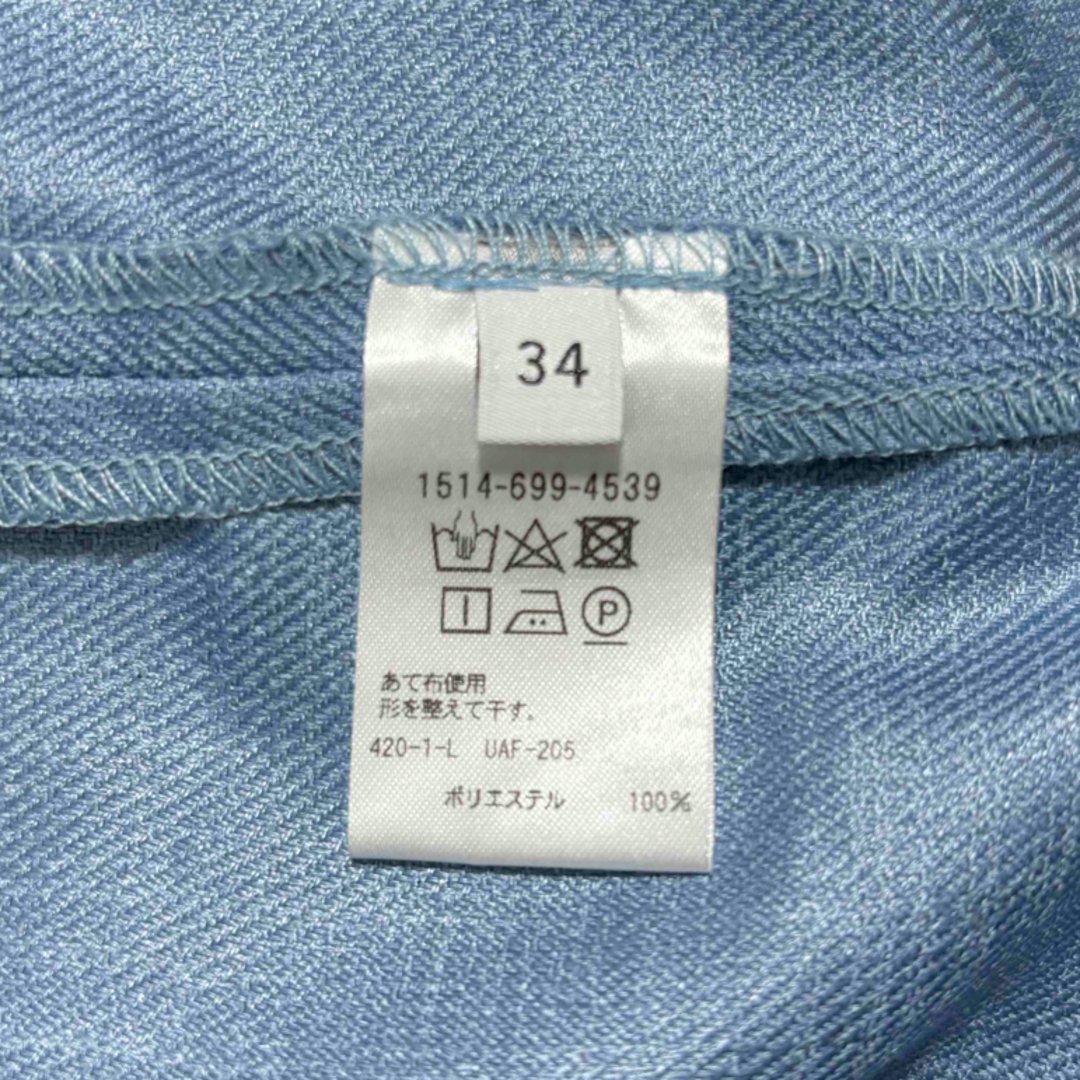 34
1514-699-4539
P
あて布使用
形を整えて干す。
420-1-L UAF-205
ポリエステル 100%